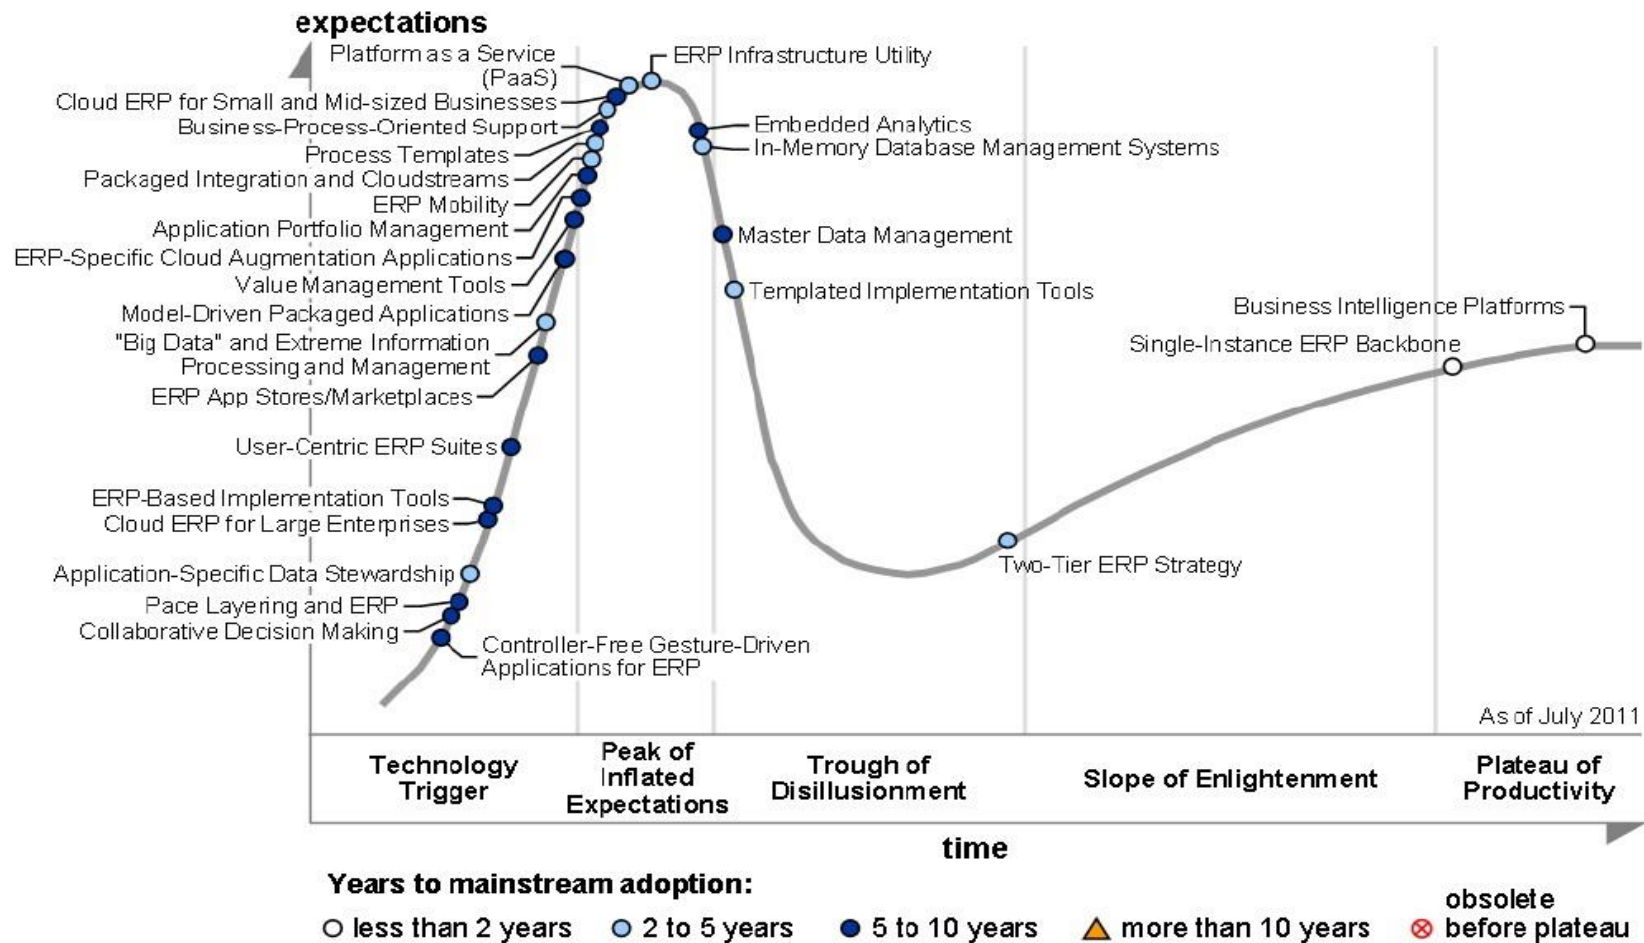 expectations
Platform as a Service
(PaaS)
ERP Infrastructure Utility
Cloud ERP for Small and Mid-sized Businesses
Business-Process-Oriented Support
Embedded Analytics
In-Memory Database Management Systems
Process Templates
Packaged Integration and Cloudstreams
ERP Mobility
Application Portfolio Management
Master Data Management
ERP-Specific Cloud Augmentation Applications
Value Management Tools
Templated Implementation Tools
Model-Driven Packaged Applications
Business Intelligence Platforms
"Big Data" and Extreme Information
Processing and Management
Single-Instance ERP Backbone
ERP App Stores/Marketplaces
User-Centric ERP Suites
ERP-Based Implementation Tools
Cloud ERP for Large Enterprises
Two-Tier ERP Strategy
Application-Specific Data Stewardship
Pace Layering and ERP
Collaborative Decision Making
Controller-Free Gesture-Driven
Applications for ERP
As of July 2011
Technology
Trigger
Peak of
Inflated
Expectations
Trough of
Disillusionment
Slope of Enlightenment
Plateau of
Productivity
time
Years to mainstream adoption:
less than 2 years
2 to 5 years
5 to 10 years
more than 10 years
obsolete
before plateau